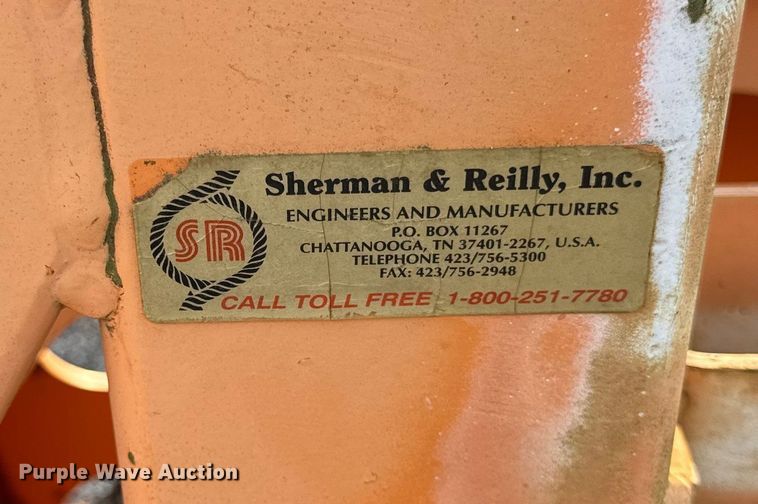 SR
Sherman & Reilly, Inc.
ENGINEERS AND MANUFACTURERS
P.O. BOX 11267
CHATTANOOGA, TN 37401-2267, U.S.A.
TELEPHONE 423/756-5300
FAX: 423/756-2948
CALL TOLL FREE 1-800-251-7780
Purple Wave Auction